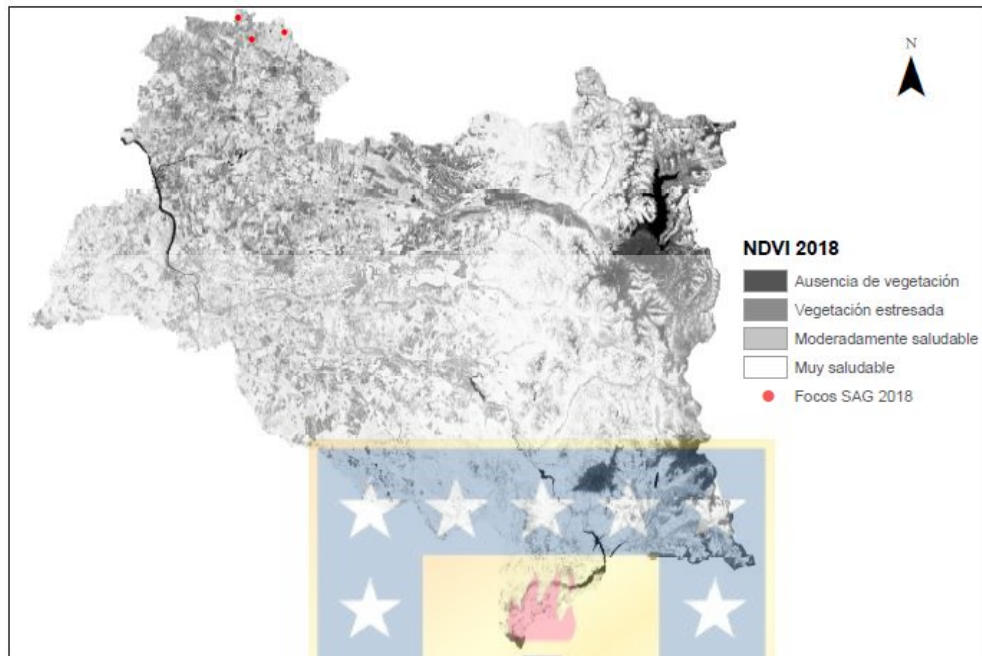 N
NDVI 2018
Ausencia de vegetación
Vegetación estresada
Moderadamente saludable
Muy saludable
Focos SAG 2018